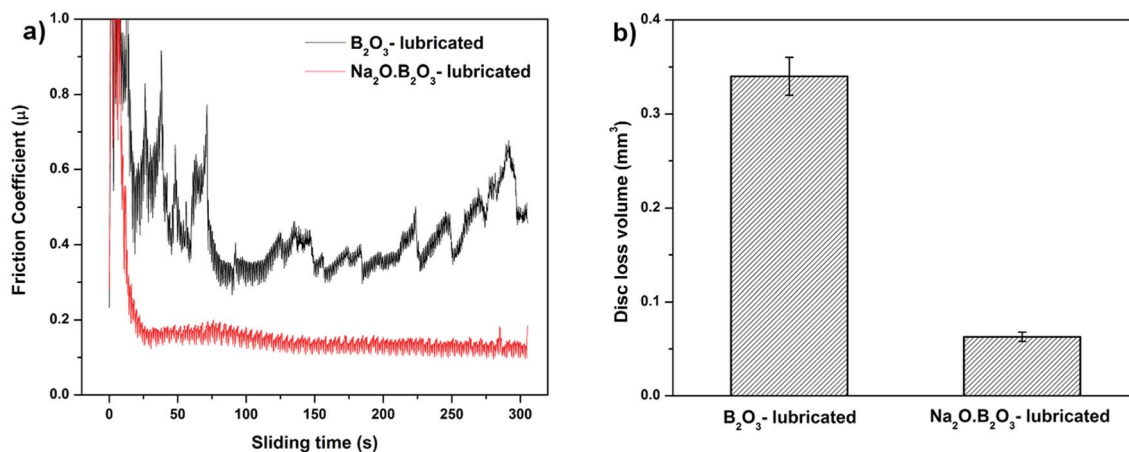 a)
B₂O₃- lubricated
Na₂O.B₂O₃- lubricated
Friction Coefficient (μ)
1.0
0.8
0.6
0.4
0.2
0.0
0 50 100 150 200 250 300
Sliding time (s)
b)
Disc loss volume (mm³)
0.4
0.3
0.2
0.1
0.0
B₂O₃- lubricated
Na₂O.B₂O₃- lubricated